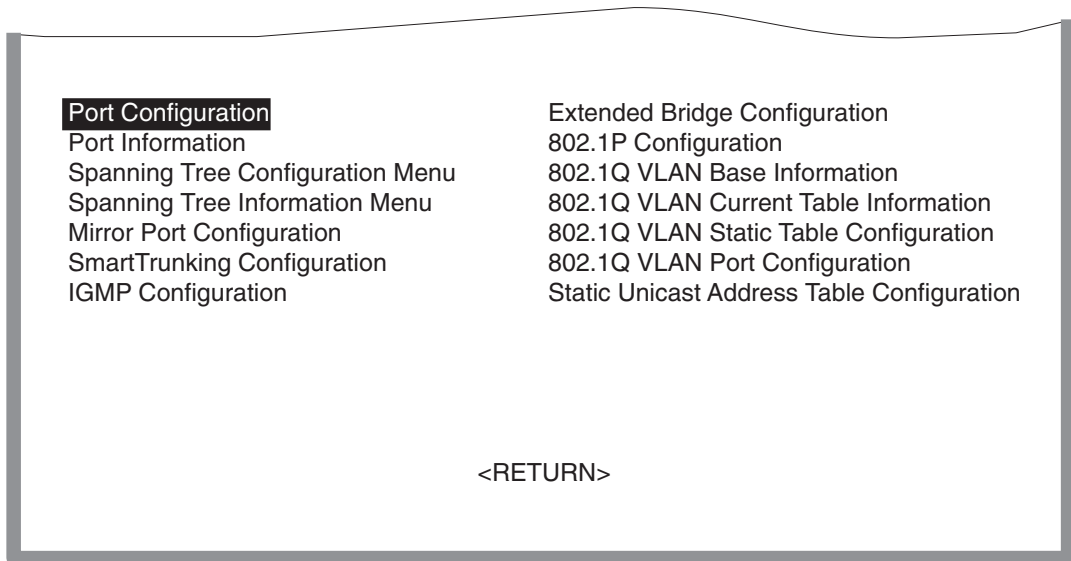 Port Configuration
Port Information
Spanning Tree Configuration Menu
Spanning Tree Information Menu
Mirror Port Configuration
SmartTrunking Configuration
IGMP Configuration
Extended Bridge Configuration
802.1P Configuration
802.1Q VLAN Base Information
802.1Q VLAN Current Table Information
802.1Q VLAN Static Table Configuration
802.1Q VLAN Port Configuration
Static Unicast Address Table Configuration
<RETURN>